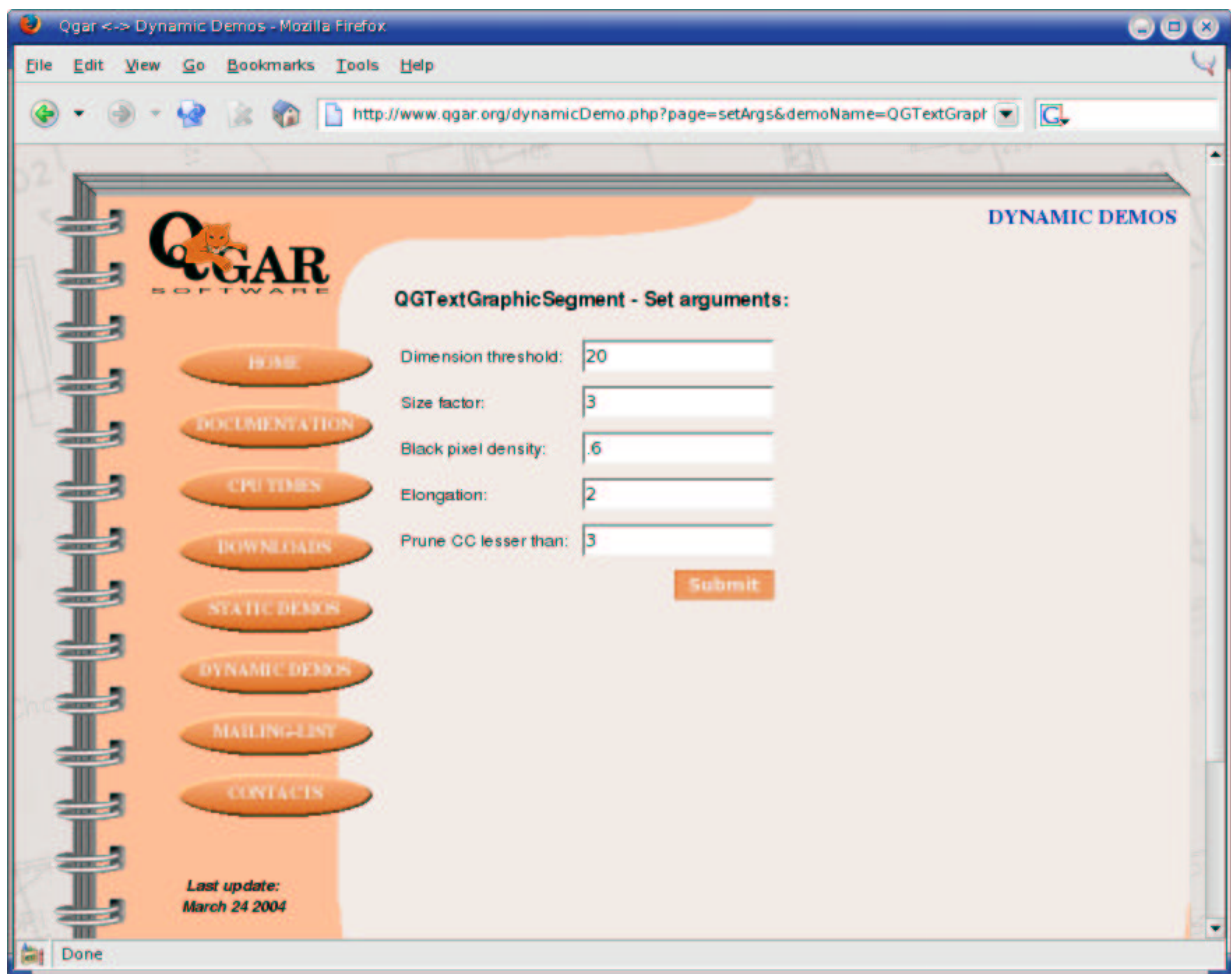 Qgar <-> Dynamic Demos - Mozilla Firefox
File Edit View Go Bookmarks Tools Help
http://www.qgar.org/dynamicDemo.php?page=setArgs&demoName=QGTextGraph
DYNAMIC DEMOS
QGAR
SOFTWARE
QGTextGraphicSegment - Set arguments:
HOME
DOCUMENTATION
CPU TIMES
DOWNLOADS
STATIC DEMOS
DYNAMIC DEMOS
MAILING-LIST
CONTACTS
Dimension threshold: 20
Size factor: 3
Black pixel density: .6
Elongation: 2
Prune CC lesser than: 3
Submit
Last update:
March 24 2004
Done